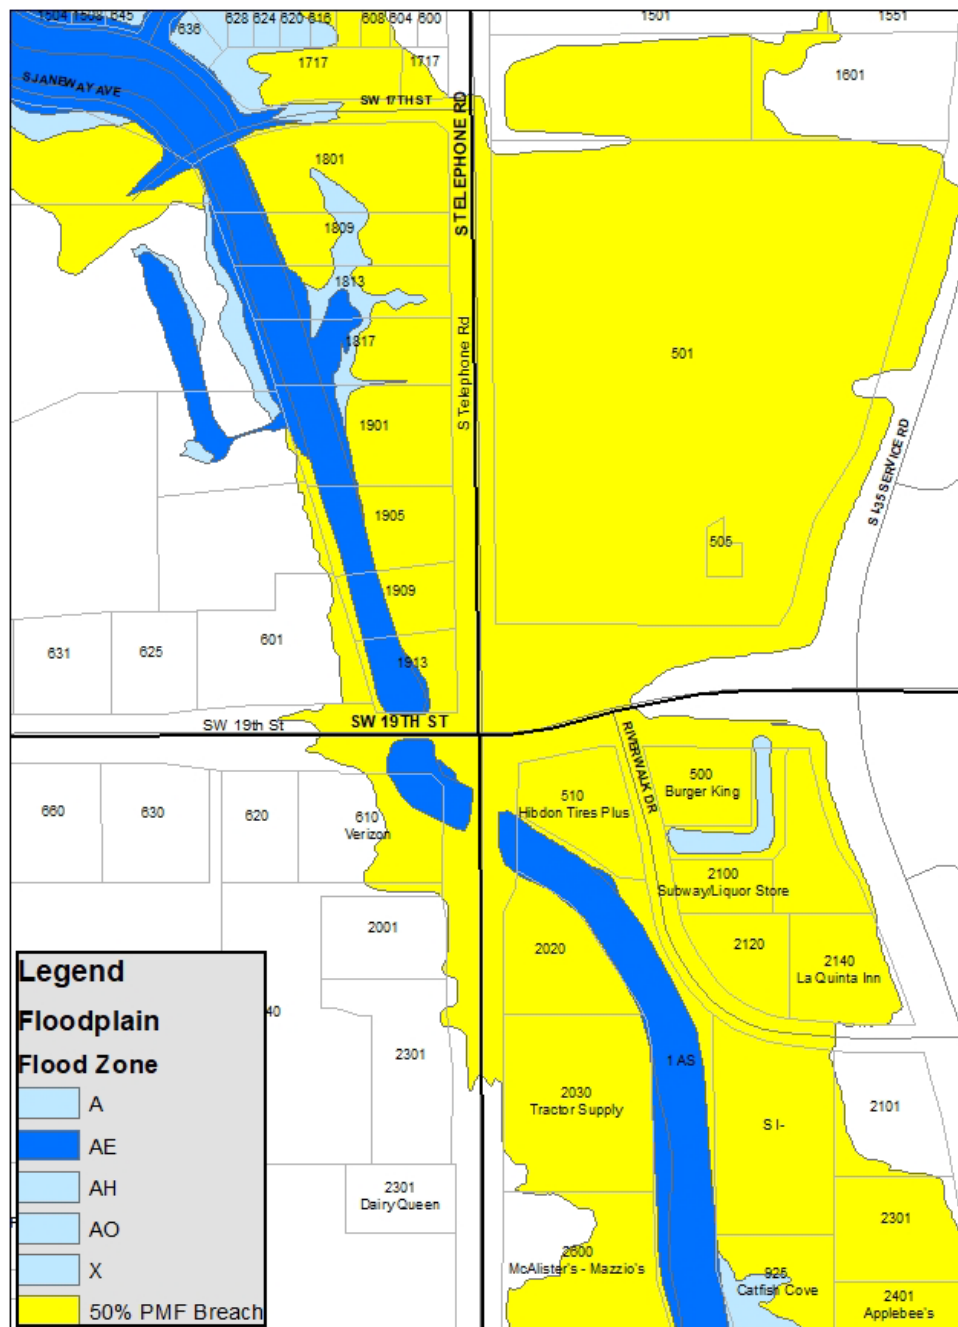 1504 1508 645
636
628 624 620 616
608 604 600
1501
1551
1717
1717
1601
S JANEWAY AVE
SW 17TH ST
S TELEPHONE RD
1801
1809
1813
1817
S Telephone Rd
501
1901
S I-35 SERVICE RD
1905
505
1909
631
625
601
1913
SW 19th St
SW 19TH ST
RIVERWALK DR
660
630
620
610
Verizon
510
Hibdon Tires Plus
500
Burger King
2100
Subway/Liquor Store
2001
2020
2120
2140
La Quinta Inn
40
2301
1 AS
2030
Tractor Supply
S I-
2101
2301
Dairy Queen
2301
2600
McAlister's - Mazzio's
925
Catfish Cove
2401
Applebee's
Legend
Floodplain
Flood Zone
A
AE
AH
AO
X
50% PMF Breach